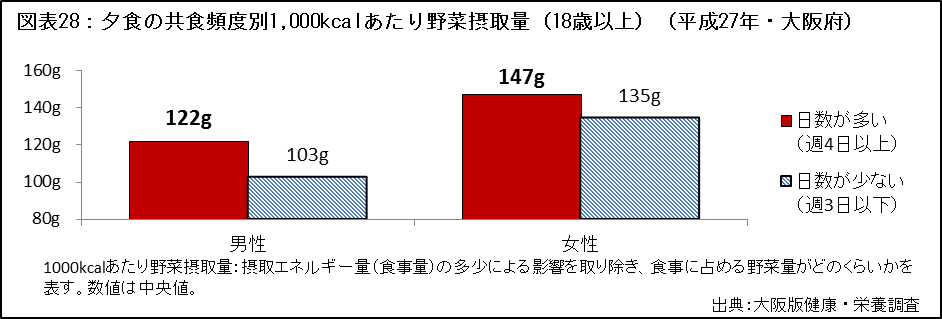 図表28：夕食の共食頻度別1,000kcalあたり野菜摂取量（18歳以上）（平成27年・大阪府）
160g
140g
120g
100g
80g
122g
103g
147g
135g
男性
女性
日数が多い
（週4日以上）
日数が少ない
（週3日以下）
1000kcalあたり野菜摂取量：摂取エネルギー量（食事量）の多少による影響を取り除き、食事に占める野菜量がどのくらいかを
表す。数値は中央値。
出典：大阪版健康・栄養調査